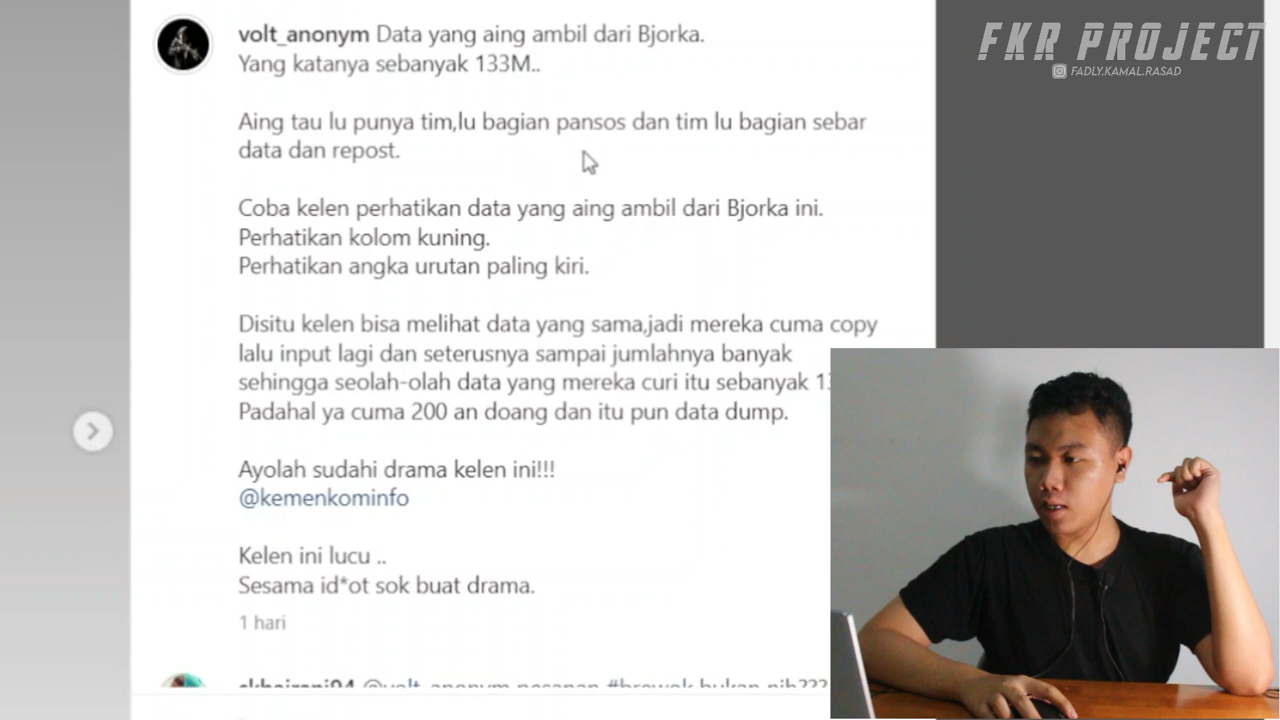 FKR PROJECT
FADLY.KAMAL.RASAD
volt_anonym Data yang aing ambil dari Bjorka.
Yang katanya sebanyak 133M..
Aing tau lu punya tim,lu bagian pansos dan tim lu bagian sebar
data dan repost.
Coba kelen perhatikan data yang aing ambil dari Bjorka ini.
Perhatikan kolom kuning.
Perhatikan angka urutan paling kiri.
Disitu kelen bisa melihat data yang sama,jadi mereka cuma copy
lalu input lagi dan seterusnya sampai jumlahnya banyak
sehingga seolah-olah data yang mereka curi itu sebanyak
Padahal ya cuma 200 an doang dan itu pun data dump.
Ayolah sudahi drama kelen ini!!!
@kemenkominfo
Kelen ini lucu ..
Sesama id*ot sok buat drama.
1 hari
@volt_anonym pesanan #browok bukan nih???